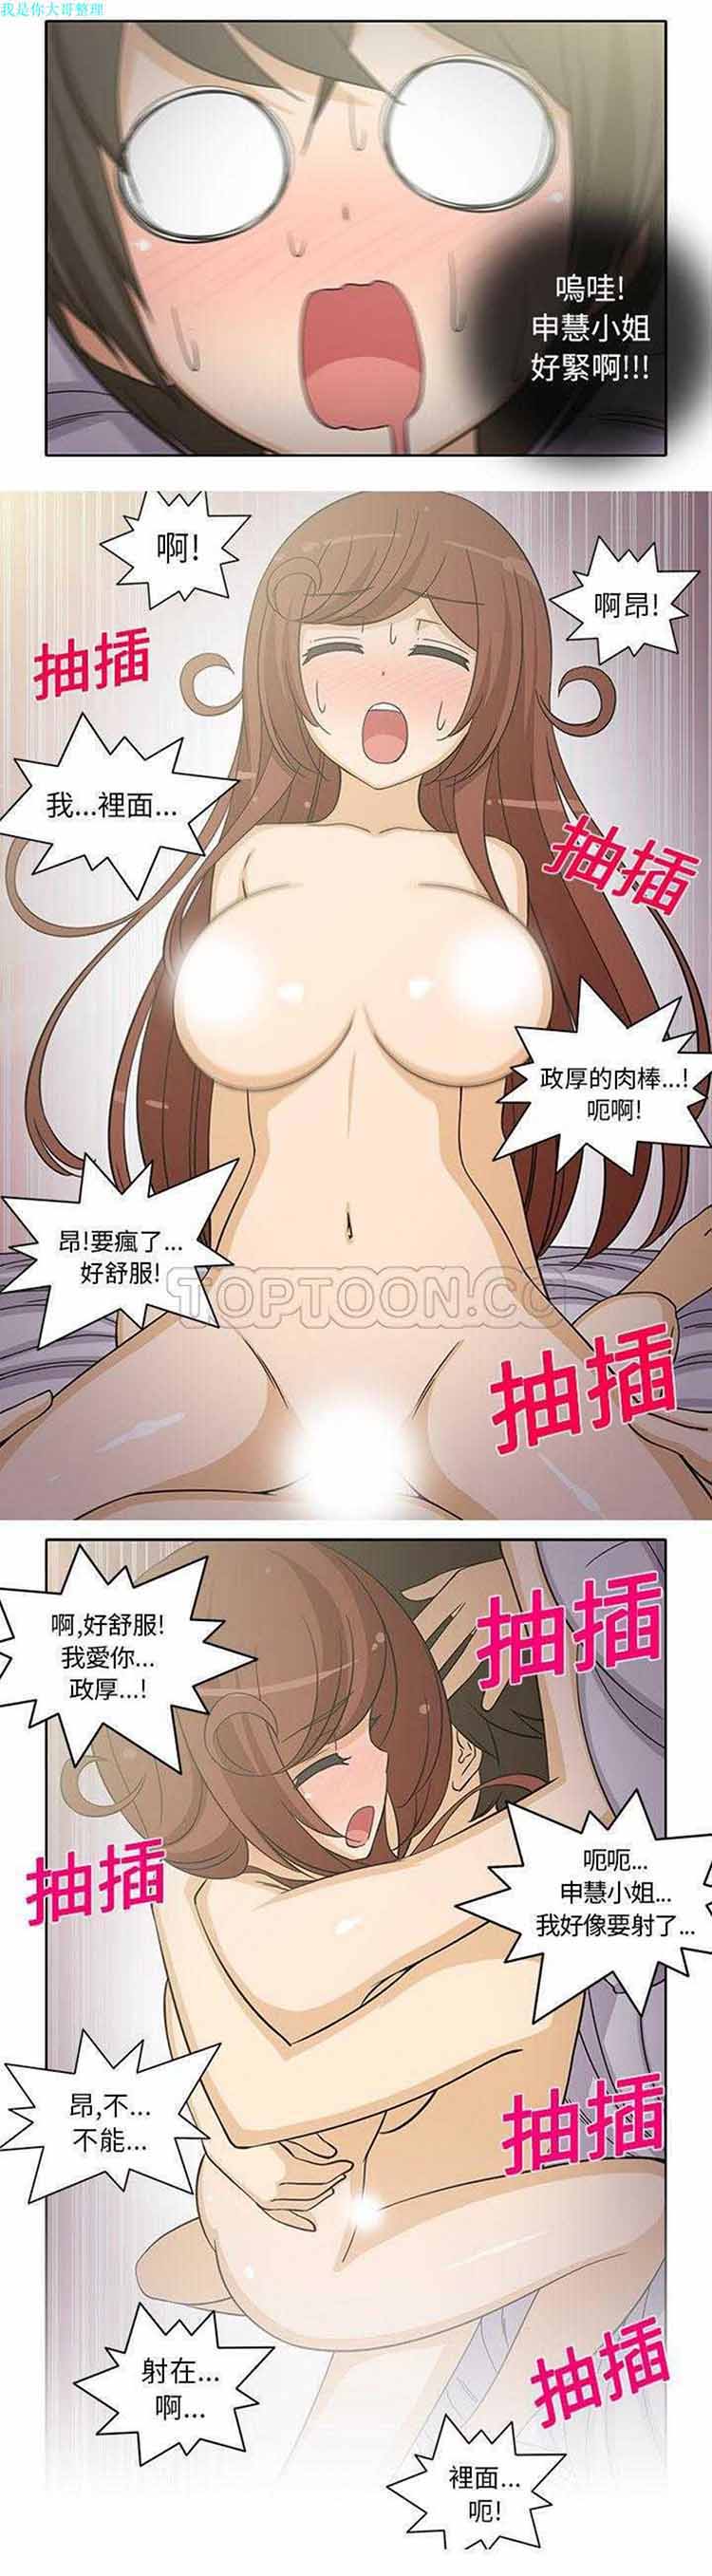 我是你大哥整理
嗚哇!
申慧小姐
好緊啊!!!
啊!
啊昂!
抽插
我...裡面...
抽插
政厚的肉棒...!
呃啊!
昂!要瘋了...
好舒服!
TOPTOON.CO
抽插
啊,好舒服!
我愛你...
政厚...!
抽插
抽插
呃呃...
申慧小姐...
我好像要射了...
昂,不...
不能...
抽插
射在...
啊...
抽插
裡面...
呃!